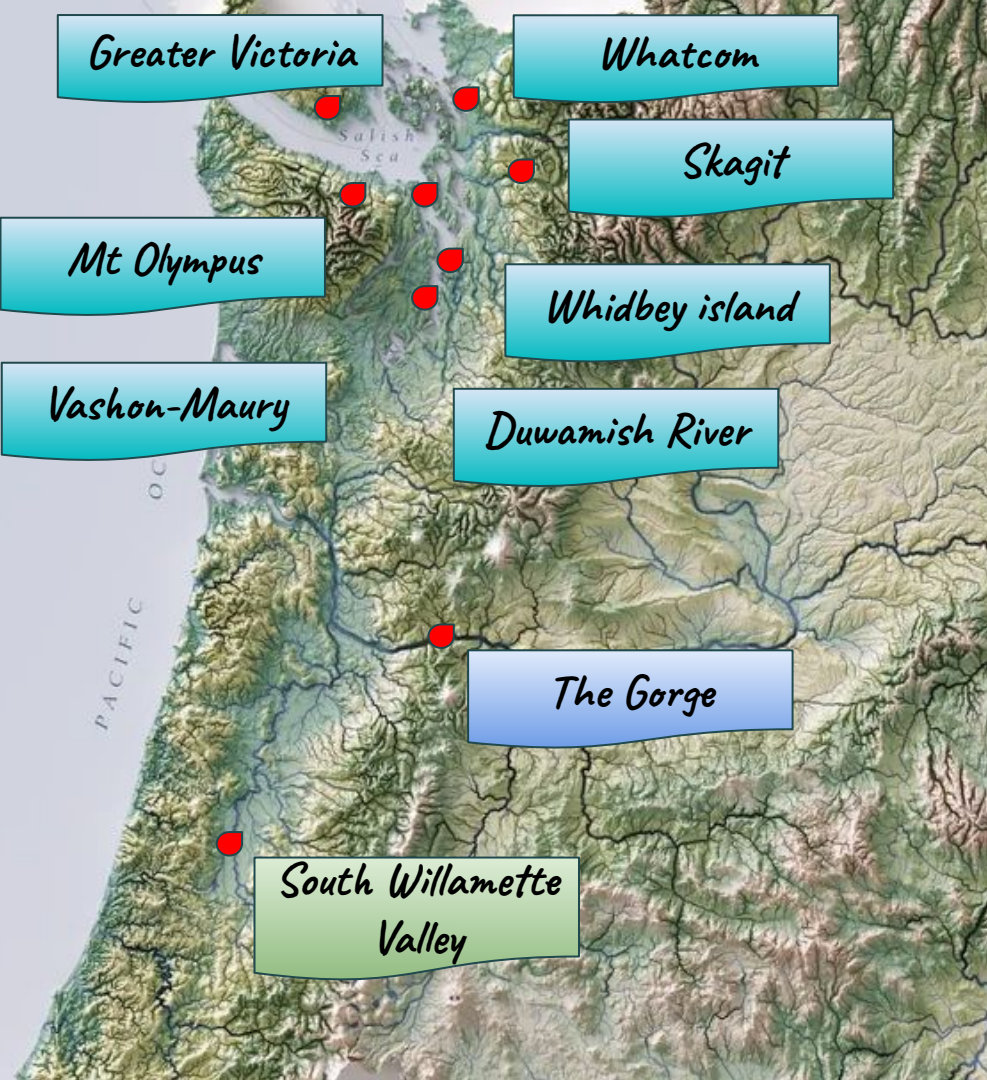 Greater Victoria
Whatcom
Salish
Sea
Skagit
Mt Olympus
Whidbey island
Vashon-Maury
Duwamish River
OC
PACIFIC
The Gorge
South Willamette
Valley